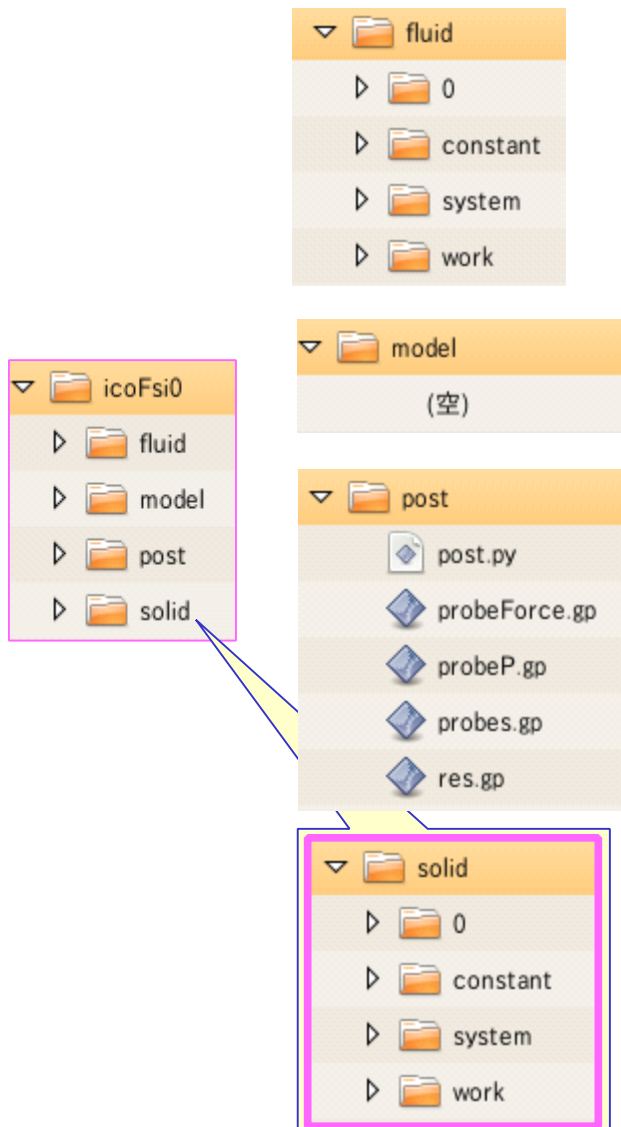 fluid
0
constant
system
work
model
(空)
icoFsi0
fluid
model
post
solid
post
post.py
probeForce.gp
probeP.gp
probes.gp
res.gp
solid
0
constant
system
work